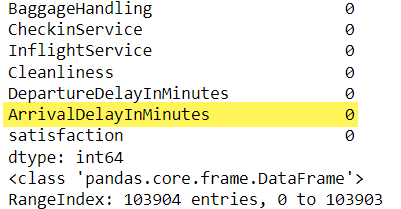 BaggageHandling 0
CheckinService 0
InflightService 0
Cleanliness 0
DepartureDelayInMinutes 0
ArrivalDelayInMinutes 0
satisfaction 0
dtype: int64
<class 'pandas.core.frame.DataFrame'>
RangeIndex: 103904 entries, 0 to 103903